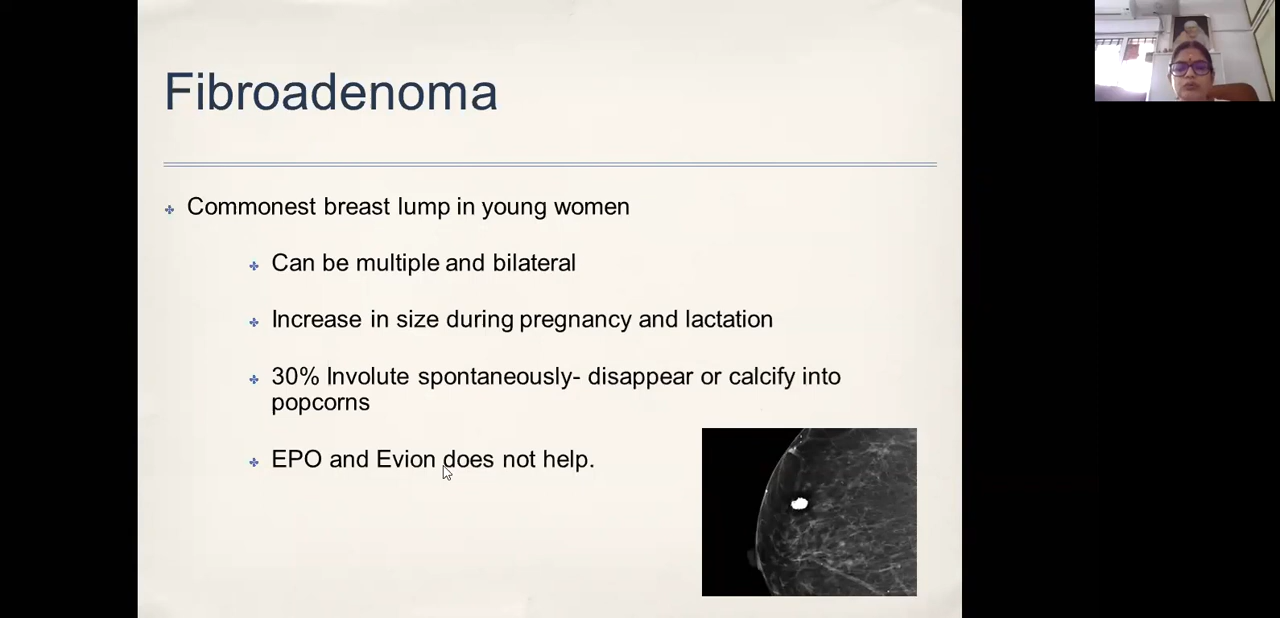 Fibroadenoma
Commonest breast lump in young women
Can be multiple and bilateral
Increase in size during pregnancy and lactation
30% Involute spontaneously- disappear or calcify into
popcorns
EPO and Evion does not help.